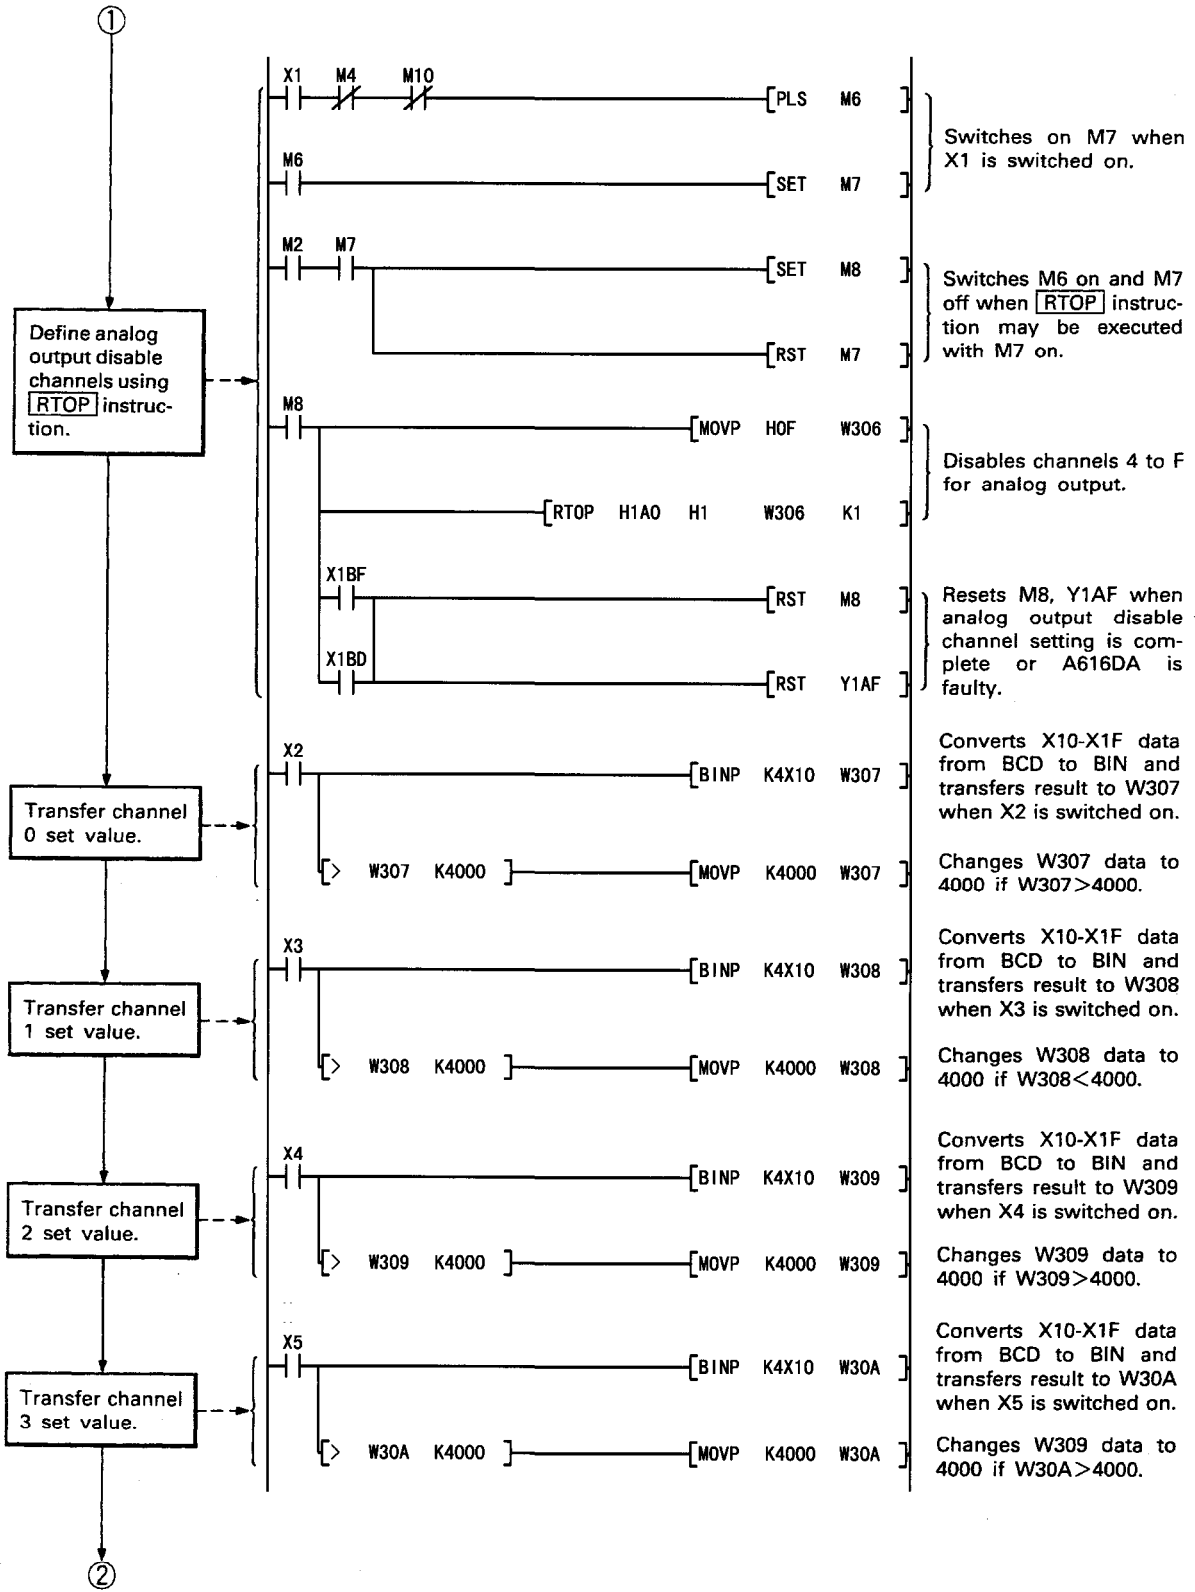 1
X1 M4 M10
PLS M6
Switches on M7 when
X1 is switched on.
M6
SET M7
M2 M7
SET M8
Switches M6 on and M7
off when RTOP instruc-
tion may be executed
with M7 on.
RST M7
Define analog
output disable
channels using
RTOP instruc-
tion.
M8
MOVP H0F W306
Disables channels 4 to F
for analog output.
RTOP H1A0 H1 W306 K1
X1BF
RST M8
X1BD
RST Y1AF
Resets M8, Y1AF when
analog output disable
channel setting is com-
plete or A616DA is
faulty.
Transfer channel
0 set value.
X2
BINP K4X10 W307
Converts X10-X1F data
from BCD to BIN and
transfers result to W307
when X2 is switched on.
> W307 K4000 MOVP K4000 W307
Changes W307 data to
4000 if W307>4000.
Transfer channel
1 set value.
X3
BINP K4X10 W308
Converts X10-X1F data
from BCD to BIN and
transfers result to W308
when X3 is switched on.
> W308 K4000 MOVP K4000 W308
Changes W308 data to
4000 if W308<4000.
Transfer channel
2 set value.
X4
BINP K4X10 W309
Converts X10-X1F data
from BCD to BIN and
transfers result to W309
when X4 is switched on.
> W309 K4000 MOVP K4000 W309
Changes W309 data to
4000 if W309>4000.
Transfer channel
3 set value.
X5
BINP K4X10 W30A
Converts X10-X1F data
from BCD to BIN and
transfers result to W30A
when X5 is switched on.
> W30A K4000 MOVP K4000 W30A
Changes W309 data to
4000 if W30A>4000.
2